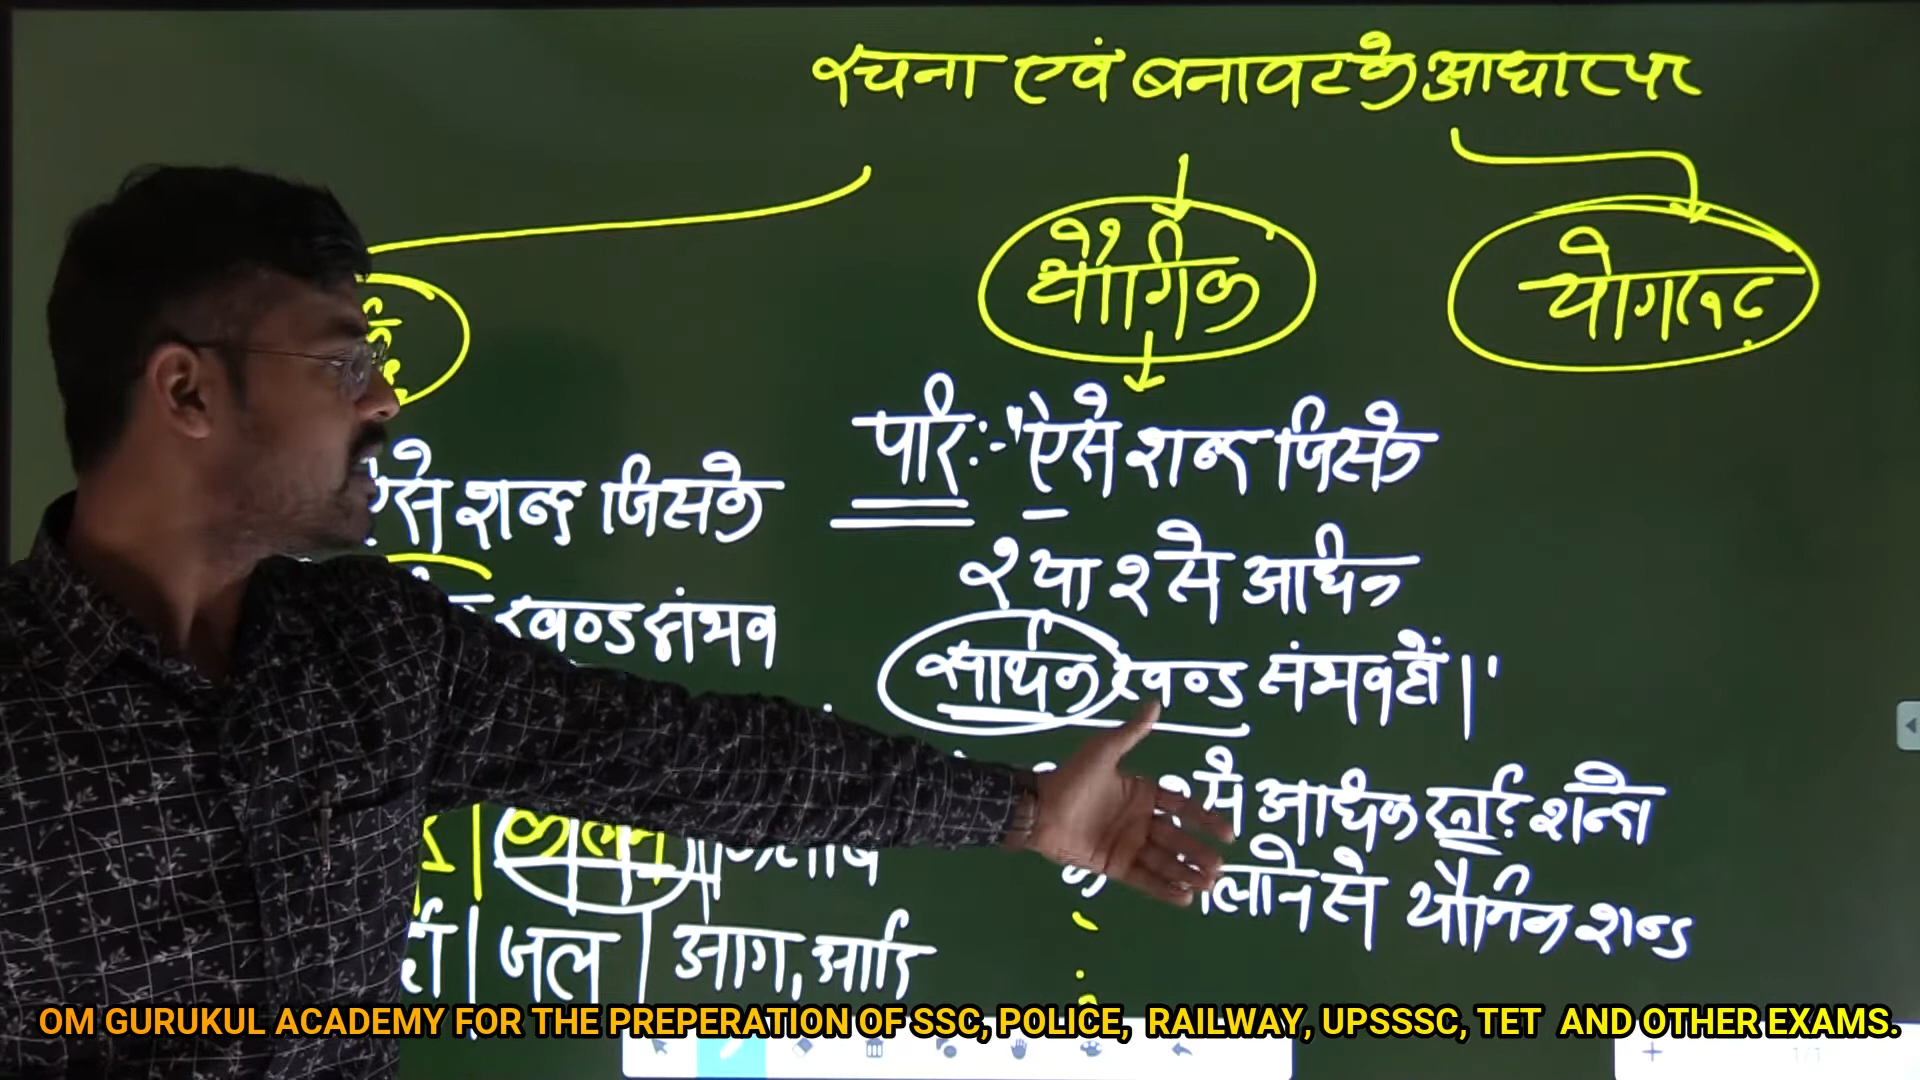 रचना एवं बनावट के आधार पर
यौगिक
योगरूढ़
ऐसे शब्द जिसके
खण्ड संभव
कलम
जल | आग, आदि
परि:- "ऐसे शब्द जिसके
२ या २ से अधिक
सार्थक खण्ड संभव हों।"
से अधिक रूढ़ि शब्दो
के यौगिक शब्द
OM GURUKUL ACADEMY FOR THE PREPERATION OF SSC, POLICE, RAILWAY, UPSSSC, TET AND OTHER EXAMS.